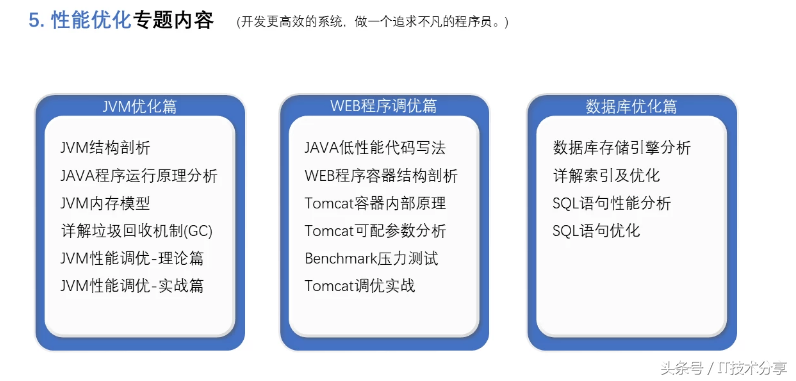 5. 性能优化专题内容 (开发更高效的系统，做一个追求不凡的程序员。)
JVM优化篇
JVM结构剖析
JAVA程序运行原理分析
JVM内存模型
详解垃圾回收机制(GC)
JVM性能调优-理论篇
JVM性能调优-实战篇
WEB程序调优篇
JAVA低性能代码写法
WEB程序容器结构剖析
Tomcat容器内部原理
Tomcat可配参数分析
Benchmark压力测试
Tomcat调优实战
数据库优化篇
数据库存储引擎分析
详解索引及优化
SQL语句性能分析
SQL语句优化
头条号 / IT技术分享